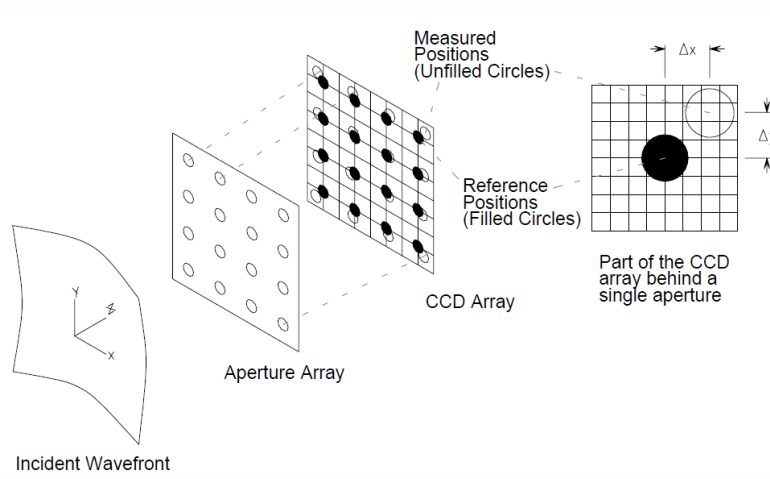 Measured
Positions
(Unfilled Circles)
Δx
Δ
Reference
Positions
(Filled Circles)
Part of the CCD
array behind a
single aperture
CCD Array
Y
Z
X
Aperture Array
Incident Wavefront